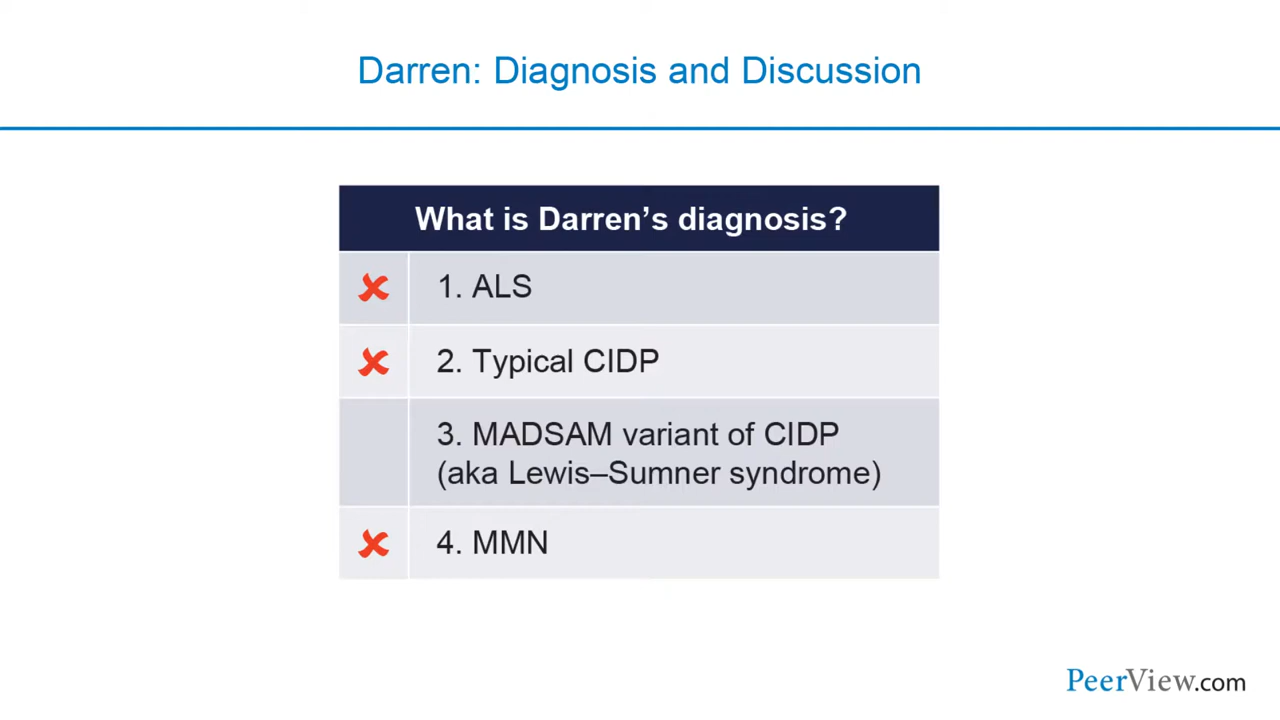 Darren: Diagnosis and Discussion
What is Darren’s diagnosis?
1. ALS
2. Typical CIDP
3. MADSAM variant of CIDP
(aka Lewis–Sumner syndrome)
4. MMN
PeerView.com